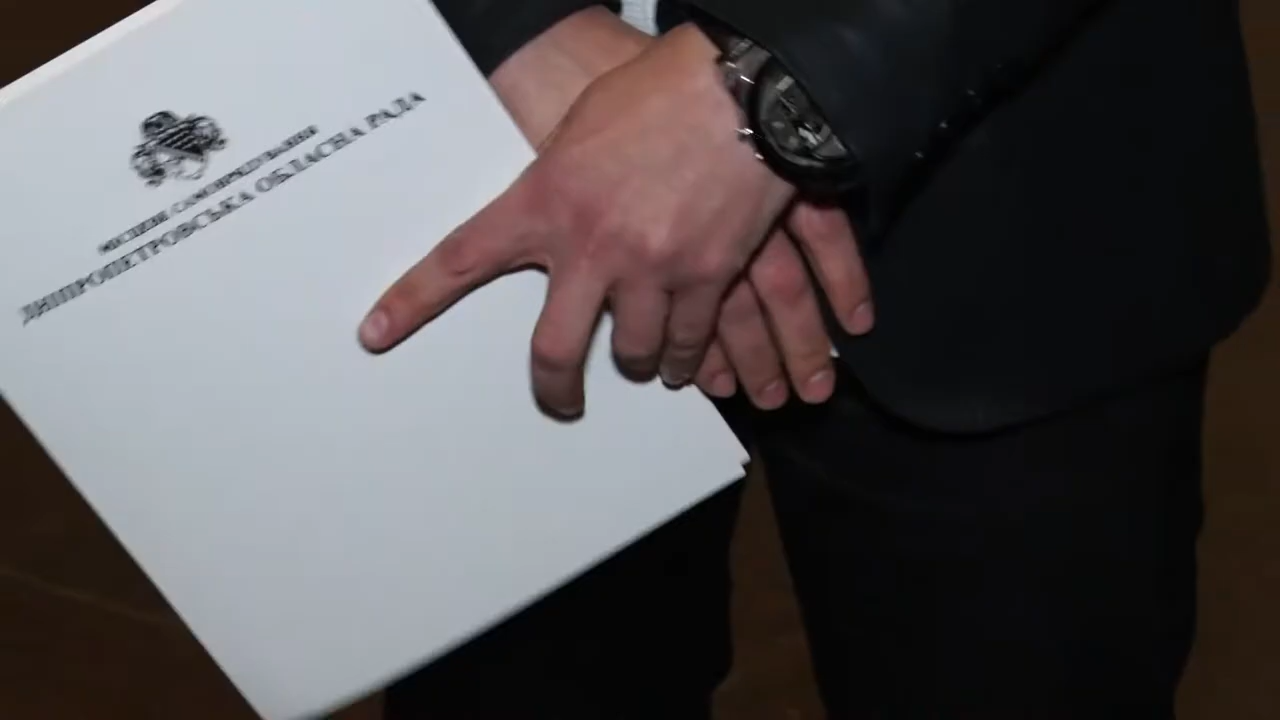 МІСЦЕВЕ САМОВРЯДУВАННЯ
ДНІПРОПЕТРОВСЬКА ОБЛАСНА РАДА